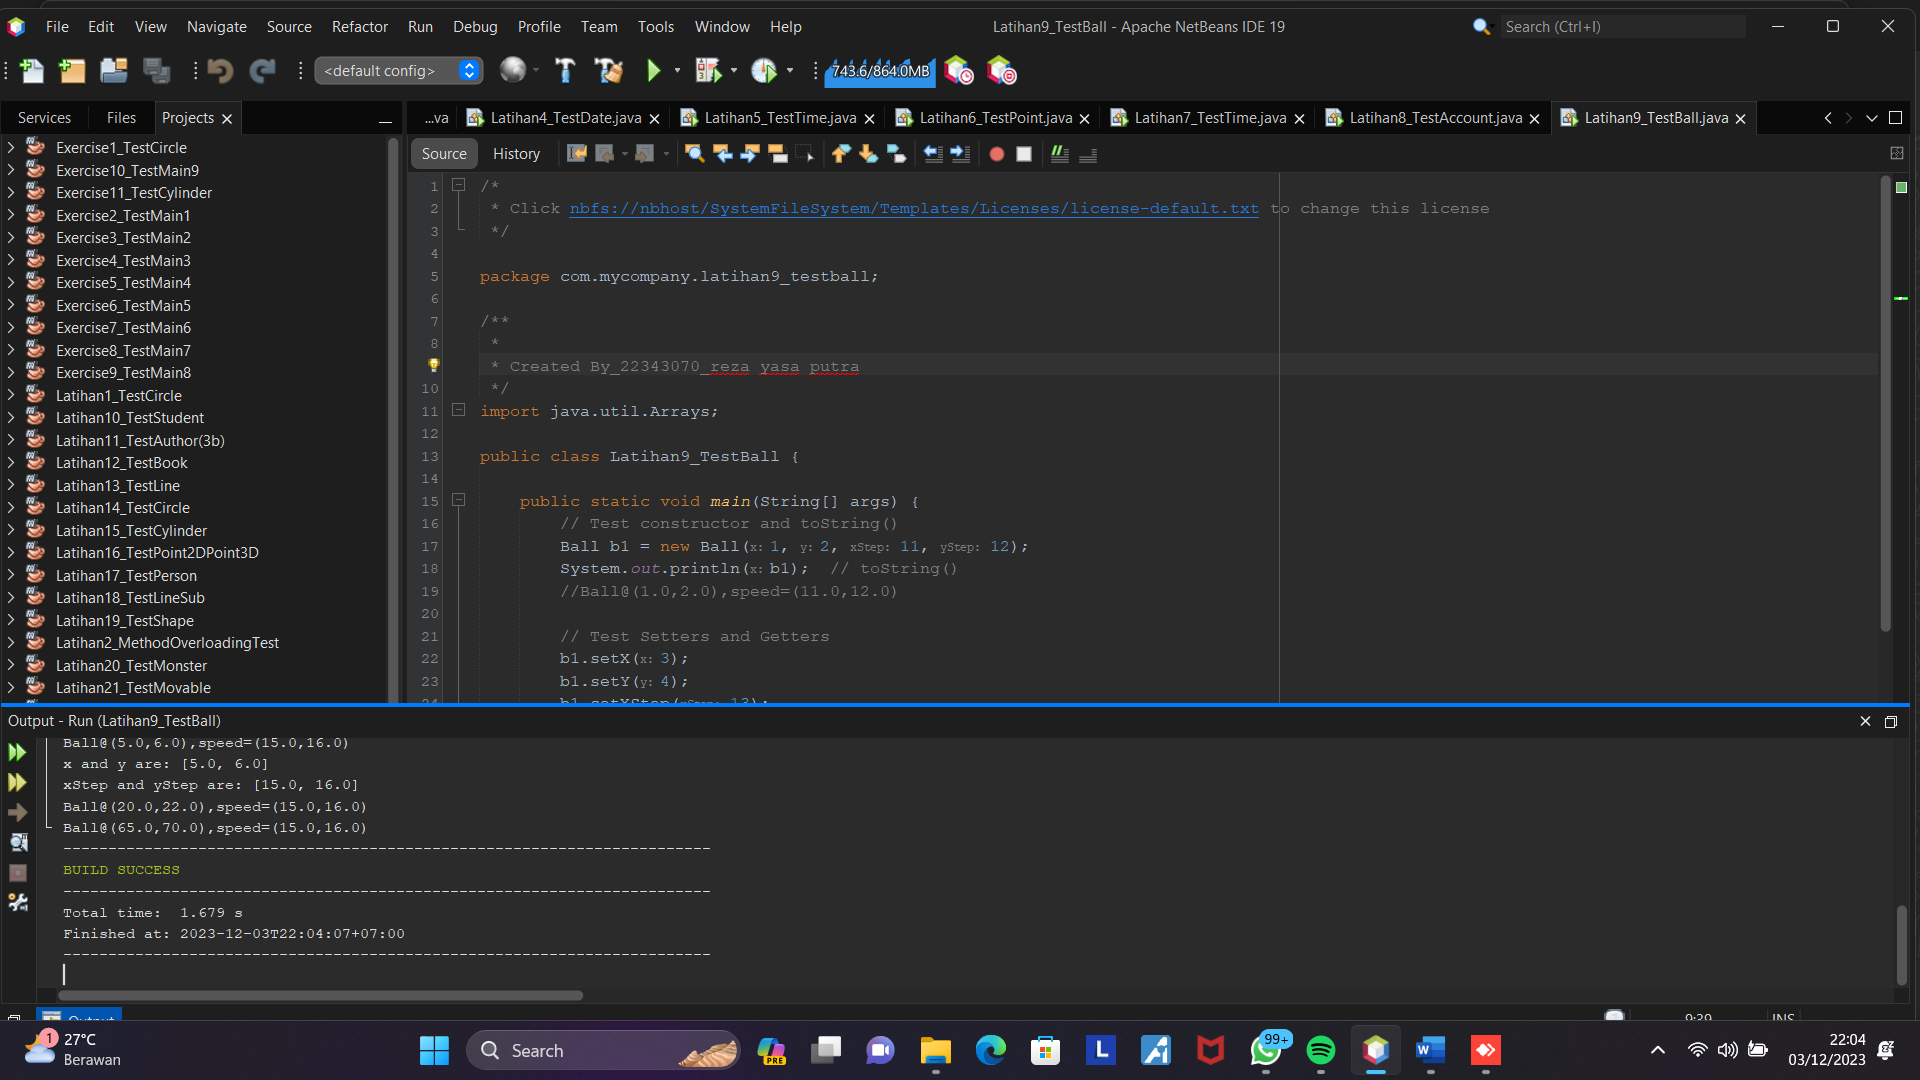 File Edit View Navigate Source Refactor Run Debug Profile Team Tools Window Help
Latihan9_TestBall - Apache NetBeans IDE 19
Search (Ctrl+I)
<default config>
743.6/864.0MB
Services Files Projects
...va Latihan4_TestDate.java Latihan5_TestTime.java Latihan6_TestPoint.java Latihan7_TestTime.java Latihan8_TestAccount.java Latihan9_TestBall.java
Exercise1_TestCircle
Exercise10_TestMain9
Exercise11_TestCylinder
Exercise2_TestMain1
Exercise3_TestMain2
Exercise4_TestMain3
Exercise5_TestMain4
Exercise6_TestMain5
Exercise7_TestMain6
Exercise8_TestMain7
Exercise9_TestMain8
Latihan1_TestCircle
Latihan10_TestStudent
Latihan11_TestAuthor(3b)
Latihan12_TestBook
Latihan13_TestLine
Latihan14_TestCircle
Latihan15_TestCylinder
Latihan16_TestPoint2DPoint3D
Latihan17_TestPerson
Latihan18_TestLineSub
Latihan19_TestShape
Latihan2_MethodOverloadingTest
Latihan20_TestMonster
Latihan21_TestMovable
Source History
1 /*
2 * Click nbfs://nbhost/SystemFileSystem/Templates/Licenses/license-default.txt to change this license
3 */
4
5 package com.mycompany.latihan9_testball;
6
7 /**
8 *
* Created By_22343070_reza yasa putra
10 */
11 import java.util.Arrays;
12
13 public class Latihan9_TestBall {
14
15 public static void main(String[] args) {
16 // Test constructor and toString()
17 Ball b1 = new Ball(x: 1, y: 2, xStep: 11, yStep: 12);
18 System.out.println(x: b1); // toString()
19 //Ball@(1.0,2.0),speed=(11.0,12.0)
20
21 // Test Setters and Getters
22 b1.setX(x: 3);
23 b1.setY(y: 4);
24 b1.setXStep(xStep: 13);
Output - Run (Latihan9_TestBall)
Ball@(5.0,6.0),speed=(15.0,16.0)
x and y are: [5.0, 6.0]
xStep and yStep are: [15.0, 16.0]
Ball@(20.0,22.0),speed=(15.0,16.0)
Ball@(65.0,70.0),speed=(15.0,16.0)
------------------------------------------------------------------------
BUILD SUCCESS
------------------------------------------------------------------------
Total time:  1.679 s
Finished at: 2023-12-03T22:04:07+07:00
------------------------------------------------------------------------
Output
9:39 INS
1
27°C
Berawan
Search
PRE
L
99+
W
22:04
03/12/2023